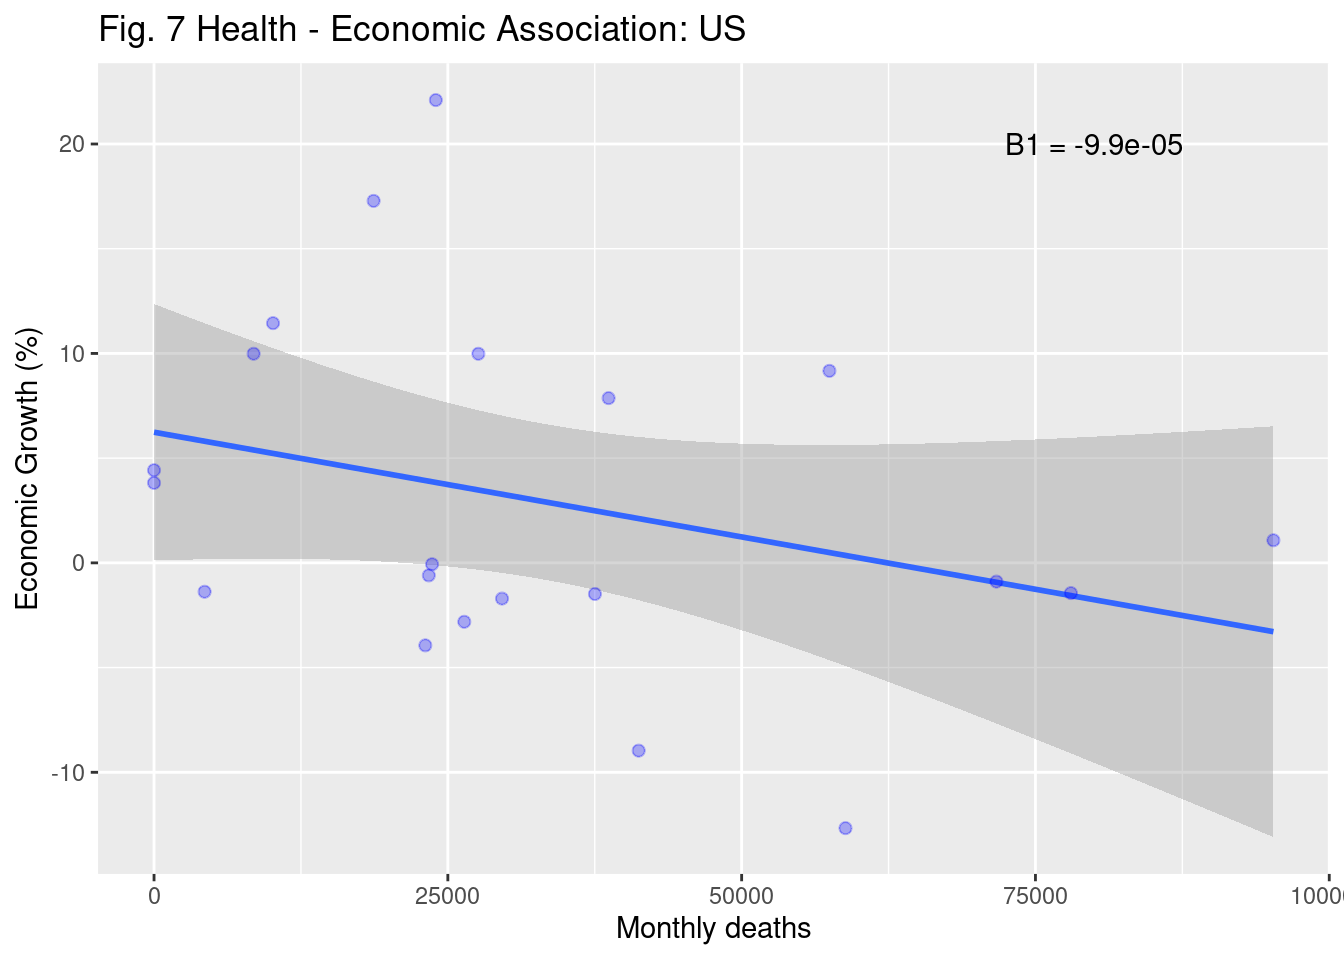 Fig. 7 Health - Economic Association: US
B1 = -9.9e-05
20
10
0
-10
Economic Growth (%)
0 25000 50000 75000 1000
Monthly deaths